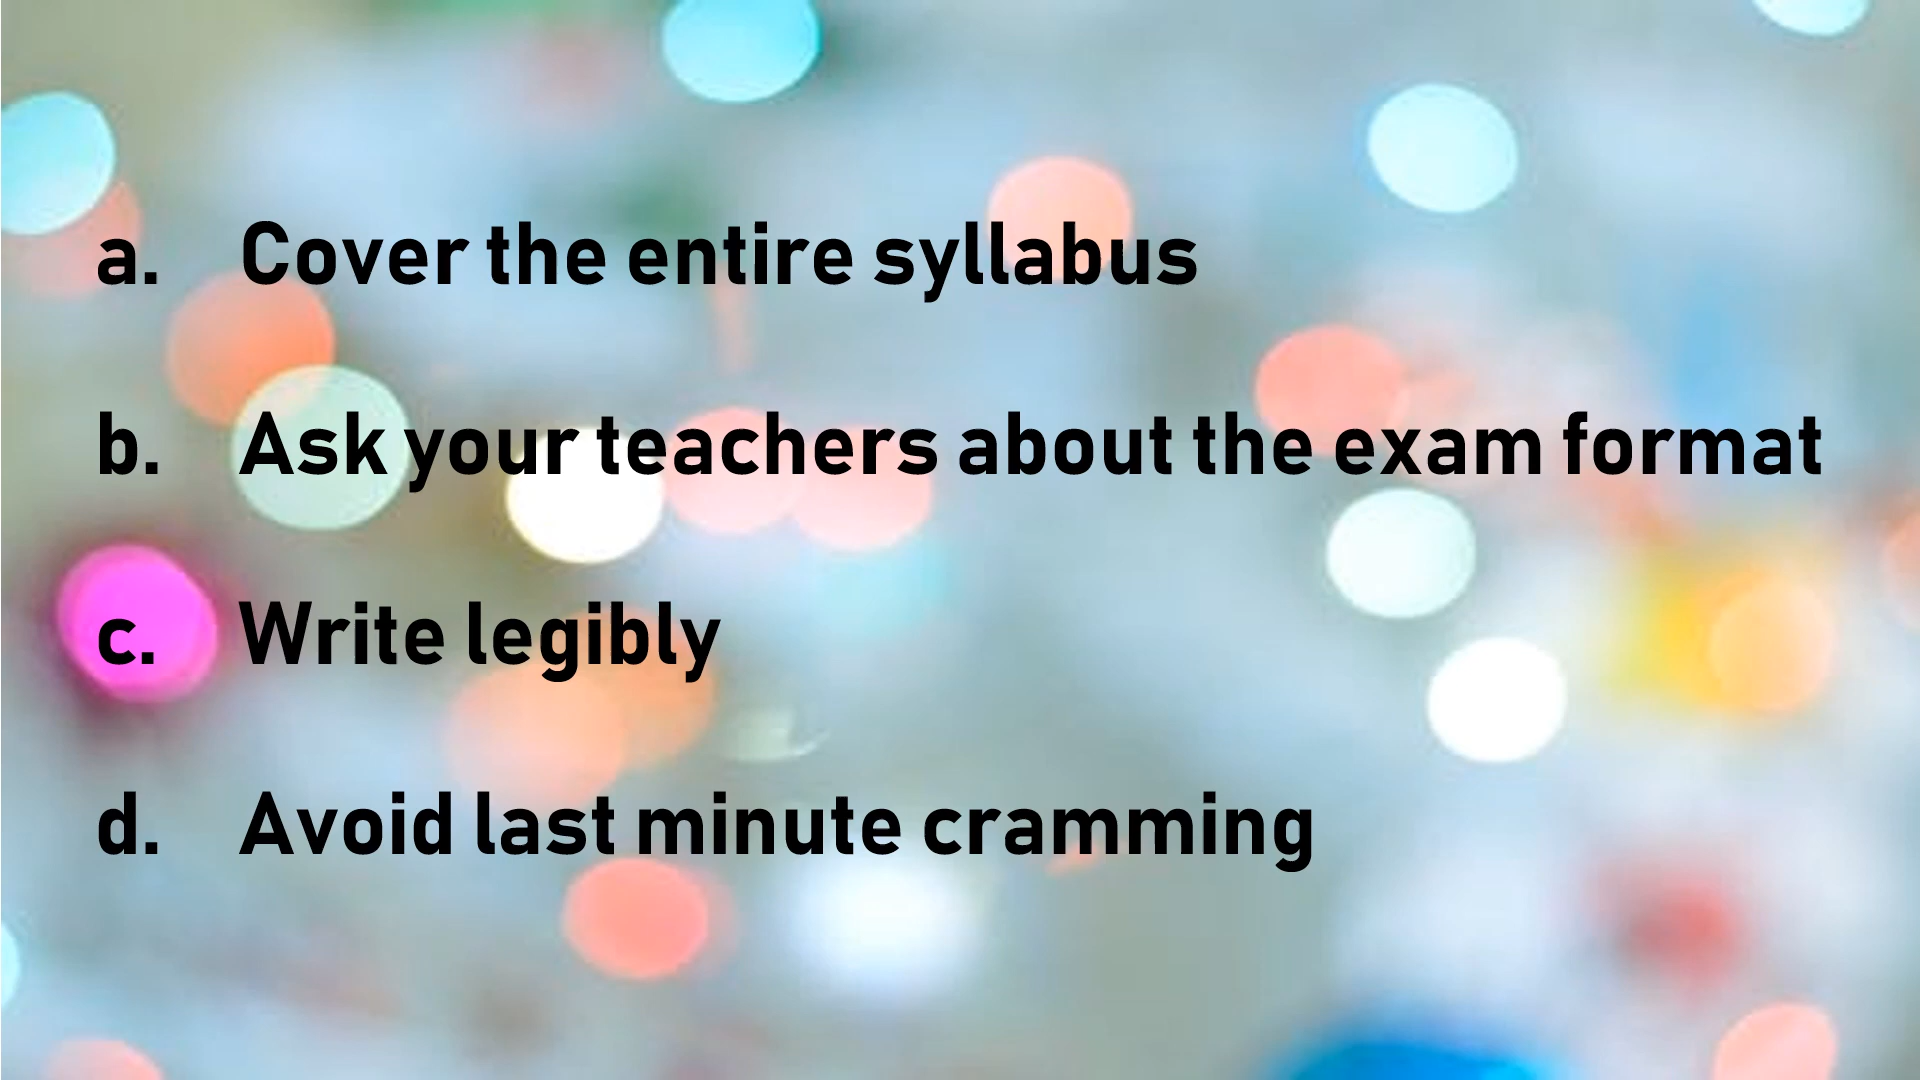 a. Cover the entire syllabus
b. Ask your teachers about the exam format
c. Write legibly
d. Avoid last minute cramming